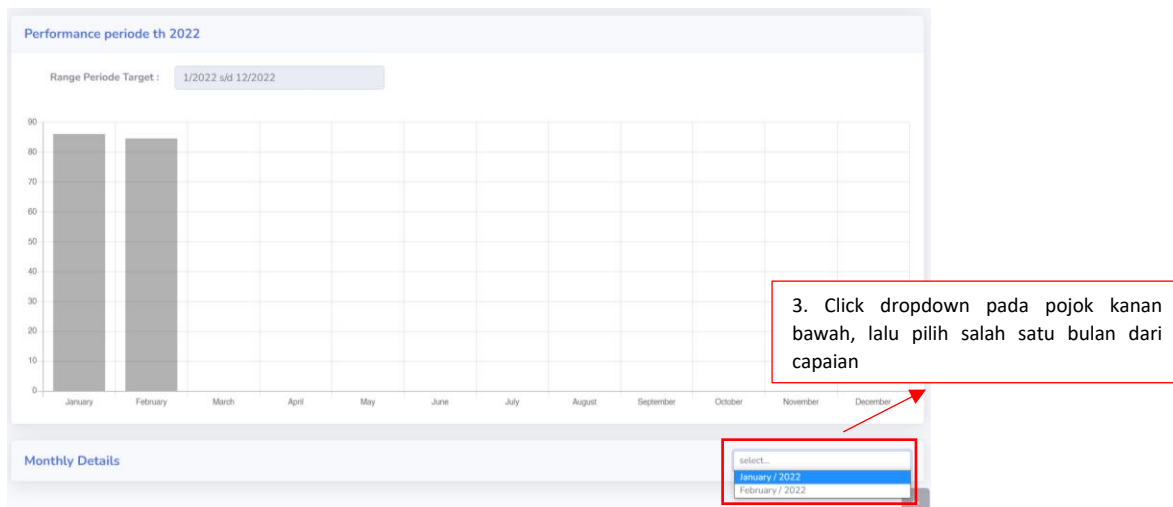 Performance periode th 2022
Range Periode Target : 1/2022 s/d 12/2022
90
80
70
60
50
40
30
20
10
0
January February March April May June July August September October November December
3. Click dropdown pada pojok kanan
bawah, lalu pilih salah satu bulan dari
capaian
Monthly Details
select...
January / 2022
February / 2022